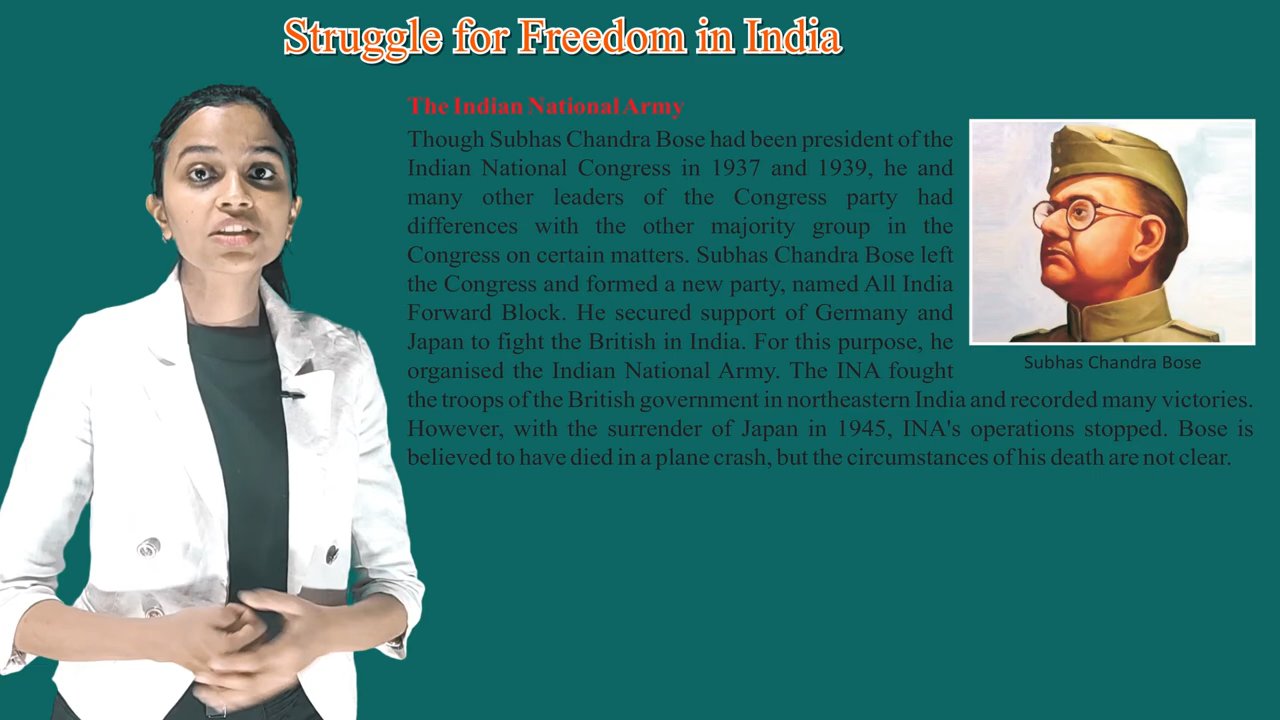 Struggle for Freedom in India
The Indian National Army
Though Subhas Chandra Bose had been president of the
Indian National Congress in 1937 and 1939, he and
many other leaders of the Congress party had
differences with the other majority group in the
Congress on certain matters. Subhas Chandra Bose left
the Congress and formed a new party, named All India
Forward Block. He secured support of Germany and
Japan to fight the British in India. For this purpose, he
organised the Indian National Army. The INA fought
the troops of the British government in northeastern India and recorded many victories.
However, with the surrender of Japan in 1945, INA's operations stopped. Bose is
believed to have died in a plane crash, but the circumstances of his death are not clear.
Subhas Chandra Bose